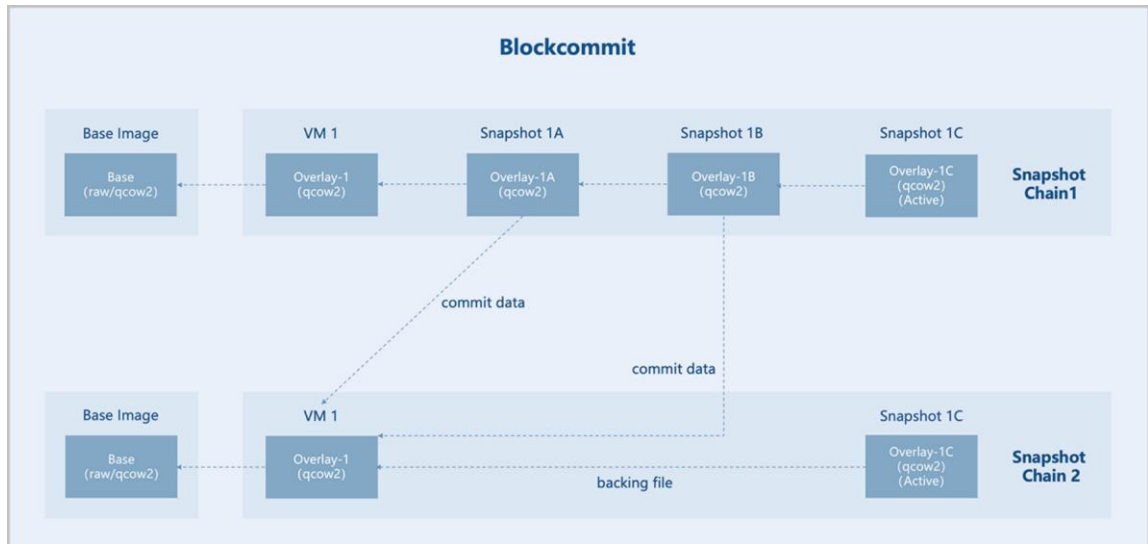 Blockcommit
Base Image
VM 1
Snapshot 1A
Snapshot 1B
Snapshot 1C
Base
(raw/qcow2)
Overlay-1
(qcow2)
Overlay-1A
(qcow2)
Overlay-1B
(qcow2)
Overlay-1C
(qcow2)
(Active)
Snapshot
Chain1
commit data
commit data
Base Image
VM 1
Snapshot 1C
Base
(raw/qcow2)
Overlay-1
(qcow2)
backing file
Overlay-1C
(qcow2)
(Active)
Snapshot
Chain 2